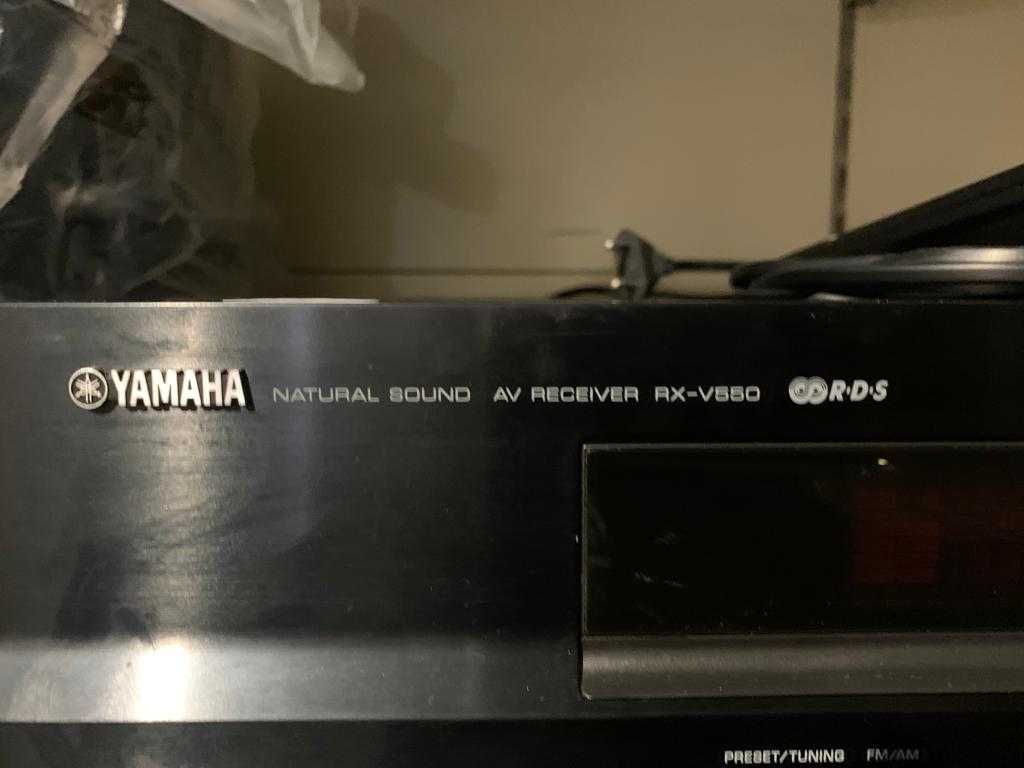 YAMAHA NATURAL SOUND AV RECEIVER RX-V550 R·D·S
PRESET/TUNING FM/AM